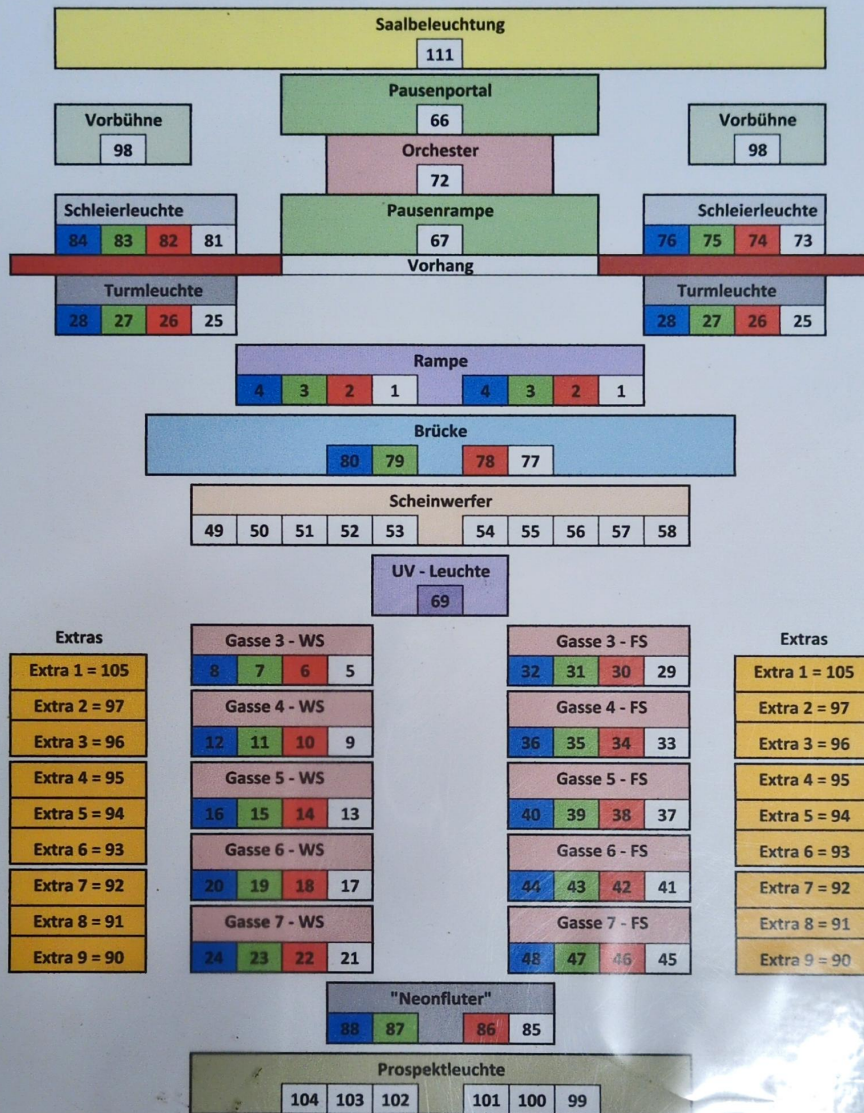 Saalbeleuchtung
111
Pausenportal
66
Vorbühne
98
Vorbühne
98
Orchester
72
Schleierleuchte
84 83 82 81
Pausenrampe
67
Schleierleuchte
76 75 74 73
Vorhang
Turmleuchte
28 27 26 25
Turmleuchte
28 27 26 25
Rampe
4 3 2 1 4 3 2 1
Brücke
80 79 78 77
Scheinwerfer
49 50 51 52 53 54 55 56 57 58
UV - Leuchte
69
Extras
Extra 1 = 105
Extra 2 = 97
Extra 3 = 96
Extra 4 = 95
Extra 5 = 94
Extra 6 = 93
Extra 7 = 92
Extra 8 = 91
Extra 9 = 90
Gasse 3 - WS
8 7 6 5
Gasse 4 - WS
12 11 10 9
Gasse 5 - WS
16 15 14 13
Gasse 6 - WS
20 19 18 17
Gasse 7 - WS
24 23 22 21
Gasse 3 - FS
32 31 30 29
Gasse 4 - FS
36 35 34 33
Gasse 5 - FS
40 39 38 37
Gasse 6 - FS
44 43 42 41
Gasse 7 - FS
48 47 46 45
Extras
Extra 1 = 105
Extra 2 = 97
Extra 3 = 96
Extra 4 = 95
Extra 5 = 94
Extra 6 = 93
Extra 7 = 92
Extra 8 = 91
Extra 9 = 90
"Neonfluter"
88 87 86 85
Prospektleuchte
104 103 102 101 100 99